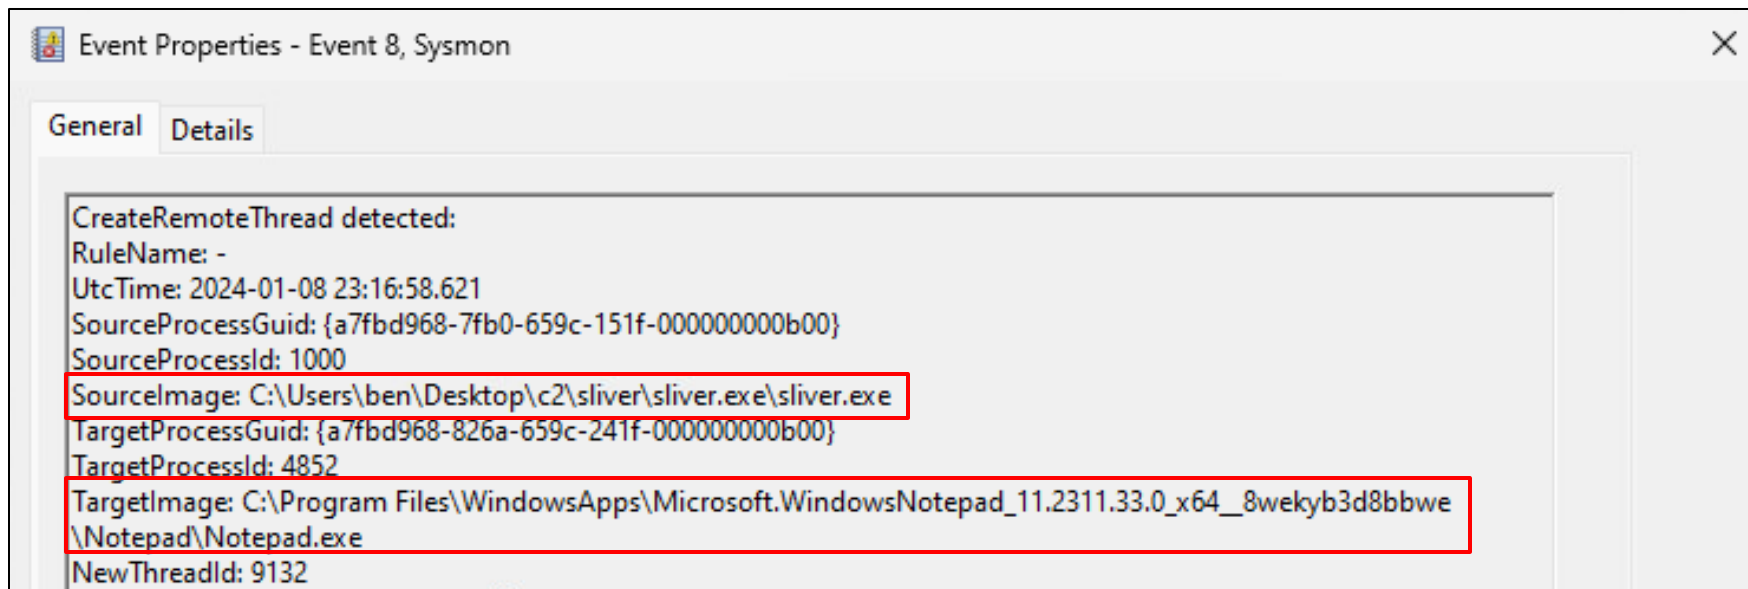 Event Properties - Event 8, Sysmon
General
Details
CreateRemoteThread detected:
RuleName: -
UtcTime: 2024-01-08 23:16:58.621
SourceProcessGuid: {a7fbd968-7fb0-659c-151f-000000000b00}
SourceProcessId: 1000
SourceImage: C:\Users\ben\Desktop\c2\sliver\sliver.exe\sliver.exe
TargetProcessGuid: {a7fbd968-826a-659c-241f-000000000b00}
TargetProcessId: 4852
TargetImage: C:\Program Files\WindowsApps\Microsoft.WindowsNotepad_11.2311.33.0_x64__8wekyb3d8bbwe
\Notepad\Notepad.exe
NewThreadId: 9132